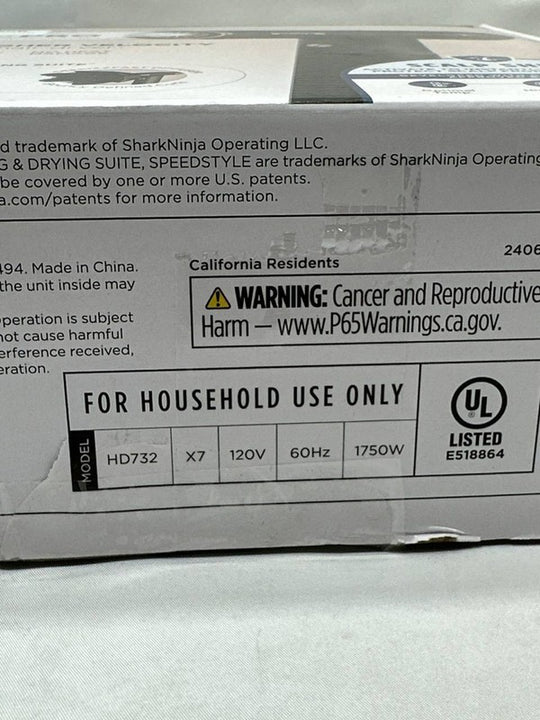 d trademark of SharkNinja Operating LLC.
G & DRYING SUITE, SPEEDSTYLE are trademarks of SharkNinja Operating
be covered by one or more U.S. patents.
a.com/patents for more information.
494. Made in China.
the unit inside may
Operation is subject
not cause harmful
erference received,
eration.
California Residents
2406
WARNING: Cancer and Reproductive
Harm — www.P65Warnings.ca.gov.
FOR HOUSEHOLD USE ONLY
MODEL
HD732
X7
120V
60Hz
1750W
UL
LISTED
E518864